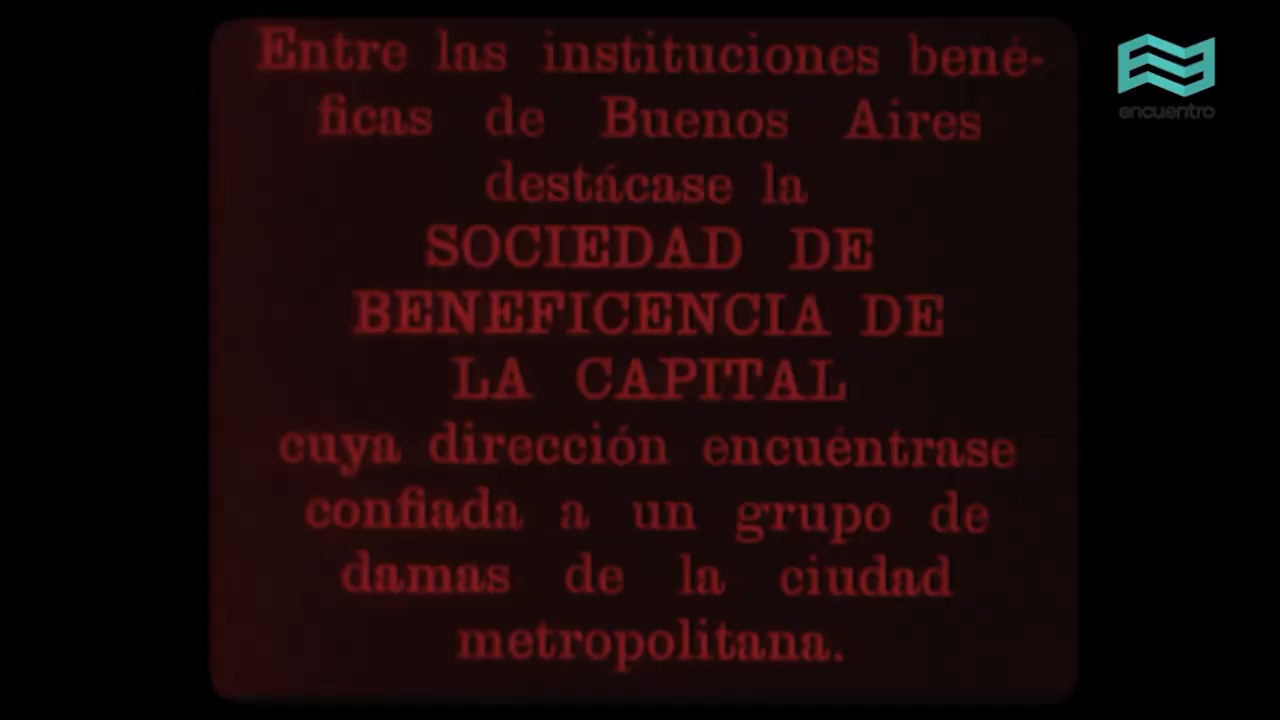 Entre las instituciones bené-
ficas de Buenos Aires
destácase la
SOCIEDAD DE
BENEFICENCIA DE
LA CAPITAL
cuya dirección encuéntrase
confiada a un grupo de
damas de la ciudad
metropolitana.
encuentro